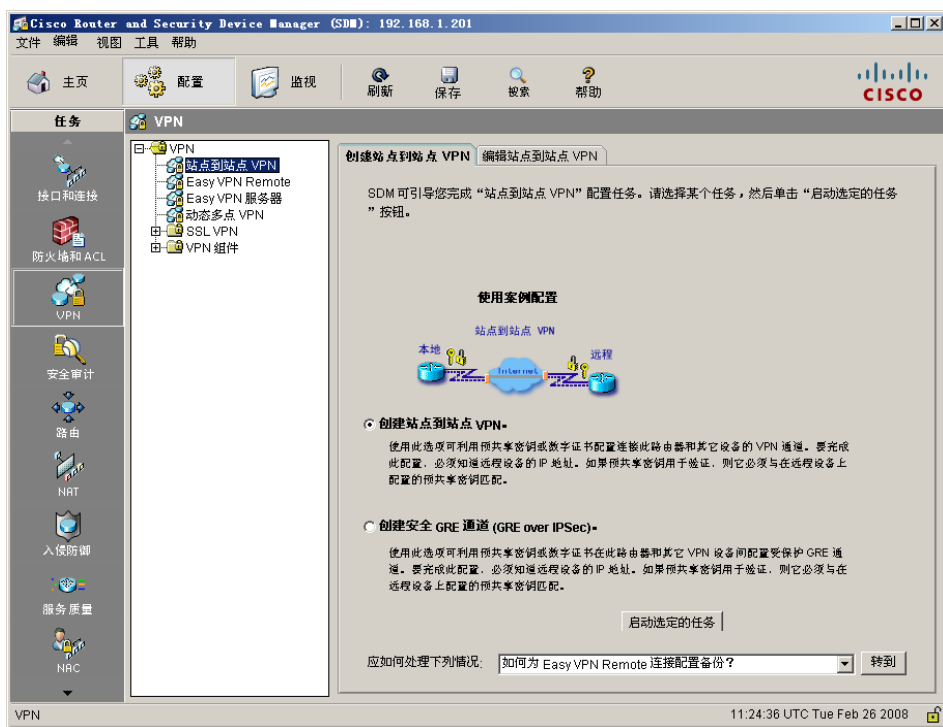 Cisco Router and Security Device Manager (SDM): 192.168.1.201
文件 编辑 视图 工具 帮助
主页 配置 监视 刷新 保存 搜索 帮助
CISCO
任务
VPN
接口和连接
防火墙和 ACL
VPN
安全审计
路由
NAT
入侵防御
服务质量
NAC
VPN
站点到站点 VPN
Easy VPN Remote
Easy VPN 服务器
动态多点 VPN
SSL VPN
VPN 组件
创建站点到站点 VPN 编辑站点到站点 VPN
SDM 可引导您完成“站点到站点 VPN”配置任务。请选择某个任务，然后单击“启动选定的任务
”按钮。
使用案例配置
站点到站点 VPN
本地
Internet
远程
创建站点到站点 VPN。
使用此选项可利用预共享密钥或数字证书配置连接此路由器和其它设备的 VPN 通道。要完成
此配置，必须知道远程设备的 IP 地址。如果预共享密钥用于验证，则它必须与在远程设备上
配置的预共享密钥匹配。
创建安全 GRE 通道 (GRE over IPSec)。
使用此选项可利用预共享密钥或数字证书在此路由器和其它 VPN 设备间配置受保护 GRE 通
道。要完成此配置，必须知道远程设备的 IP 地址。如果预共享密钥用于验证，则它必须与在
远程设备上配置的预共享密钥匹配。
启动选定的任务
应如何处理下列情况: 如何为 Easy VPN Remote 连接配置备份？ 转到
VPN
11:24:36 UTC Tue Feb 26 2008